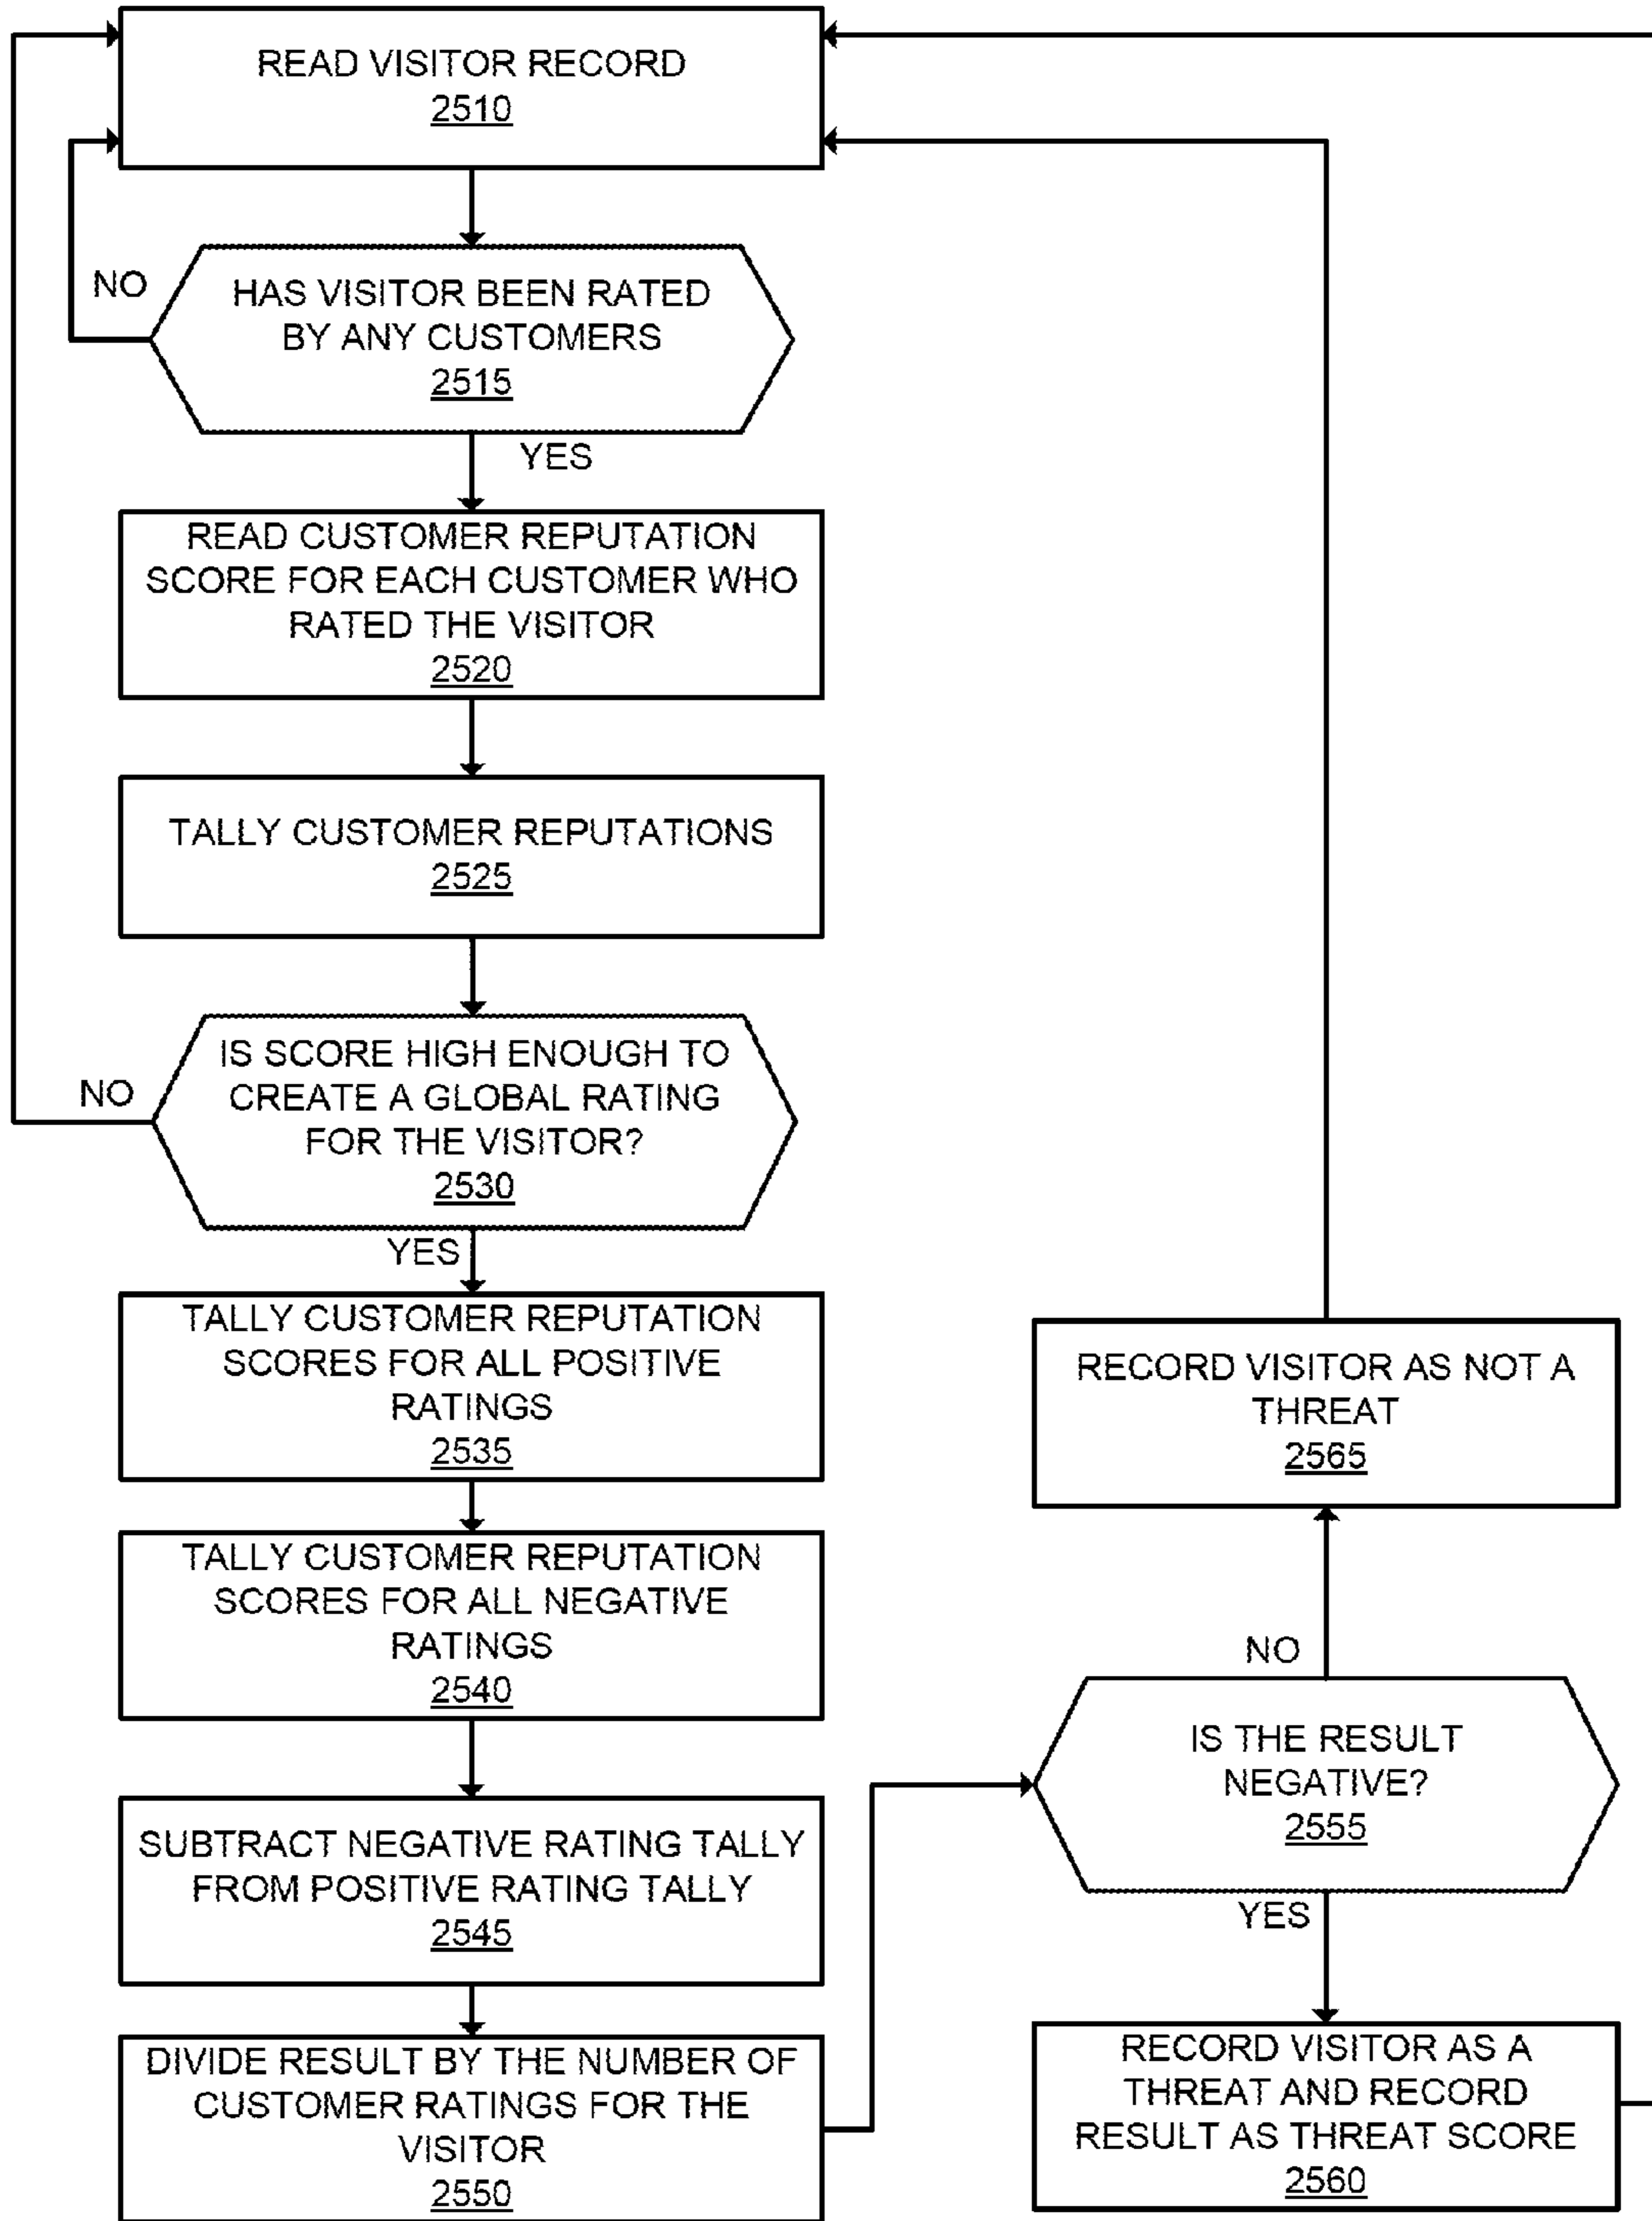 READ VISITOR RECORD
2510
NO
HAS VISITOR BEEN RATED
BY ANY CUSTOMERS
2515
YES
READ CUSTOMER REPUTATION
SCORE FOR EACH CUSTOMER WHO
RATED THE VISITOR
2520
TALLY CUSTOMER REPUTATIONS
2525
NO
IS SCORE HIGH ENOUGH TO
CREATE A GLOBAL RATING
FOR THE VISITOR?
2530
YES
TALLY CUSTOMER REPUTATION
SCORES FOR ALL POSITIVE
RATINGS
2535
TALLY CUSTOMER REPUTATION
SCORES FOR ALL NEGATIVE
RATINGS
2540
SUBTRACT NEGATIVE RATING TALLY
FROM POSITIVE RATING TALLY
2545
DIVIDE RESULT BY THE NUMBER OF
CUSTOMER RATINGS FOR THE
VISITOR
2550
RECORD VISITOR AS NOT A
THREAT
2565
NO
IS THE RESULT
NEGATIVE?
2555
YES
RECORD VISITOR AS A
THREAT AND RECORD
RESULT AS THREAT SCORE
2560